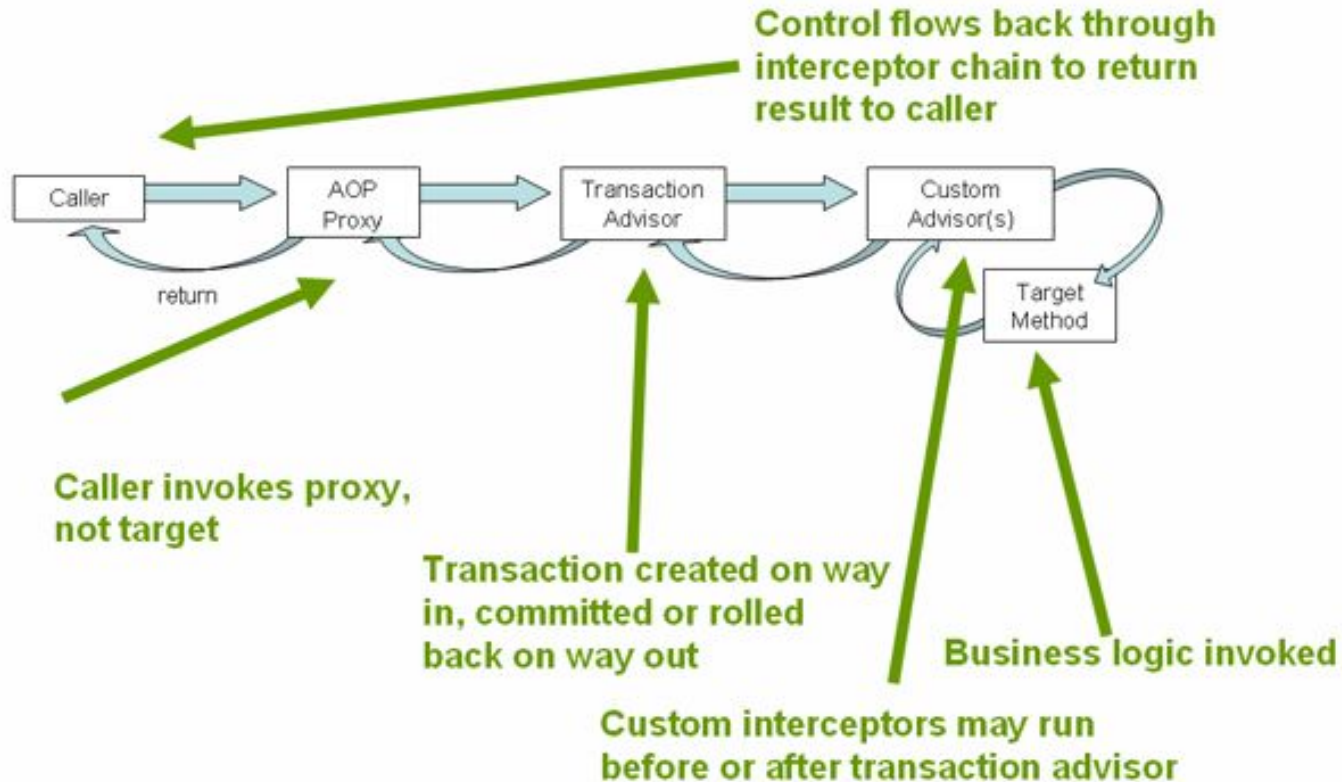 Control flows back through
interceptor chain to return
result to caller
Caller
AOP
Proxy
Transaction
Advisor
Custom
Advisor(s)
return
Target
Method
Caller invokes proxy,
not target
Transaction created on way
in, committed or rolled
back on way out
Business logic invoked
Custom interceptors may run
before or after transaction advisor